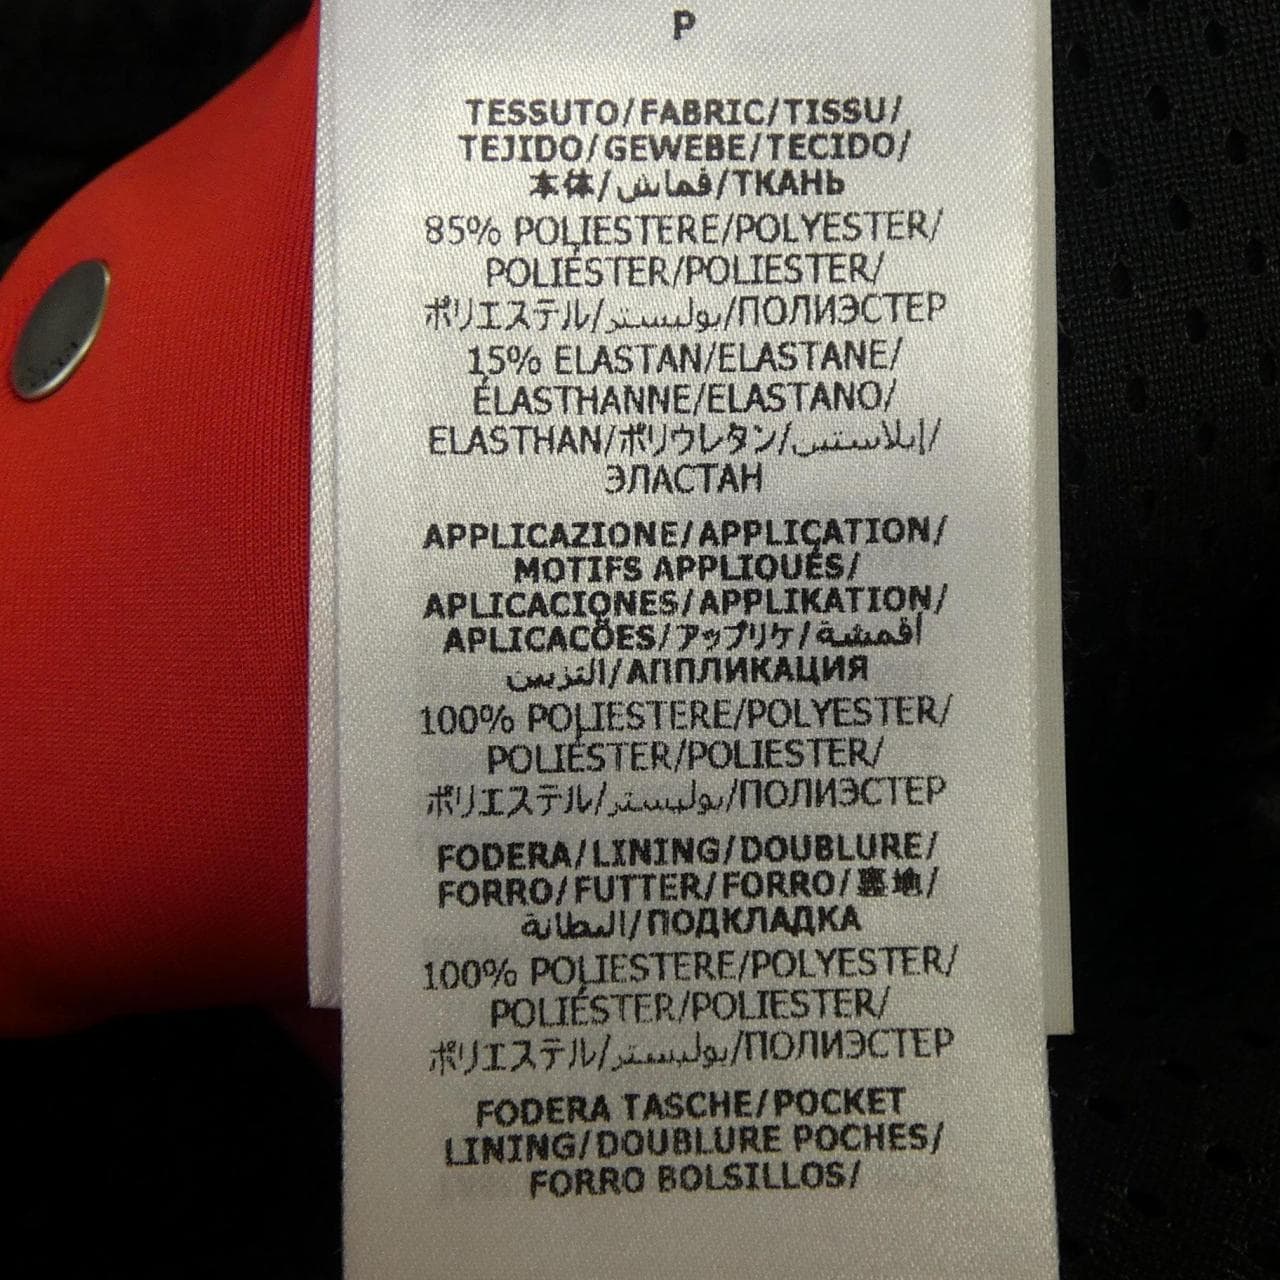 P
TESSUTO/FABRIC/TISSU/
TEJIDO/GEWEBE/TECIDO/
本体/قماش/ТКАНЬ
85% POLIESTERE/POLYESTER/
POLIÉSTER/POLIESTER/
ポリエステル/بوليستر/ПОЛИЭСТЕР
15% ELASTAN/ELASTANE/
ÉLASTHANNE/ELASTANO/
ELASTHAN/ポリウレタン/إيلاستين/
ЭЛАСТАН
APPLICAZIONE/APPLICATION/
MOTIFS APPLIQUÉS/
APLICACIONES/APPLIKATION/
APLICACÕES/アップリケ/أقمشة
التزيين/АППЛИКАЦИЯ
100% POLIESTERE/POLYESTER/
POLIÉSTER/POLIESTER/
ポリエステル/بوليستر/ПОЛИЭСТЕР
FODERA/LINING/DOUBLURE/
FORRO/FUTTER/FORRO/裏地/
البطانة/ПОДКЛАДКА
100% POLIESTERE/POLYESTER/
POLIÉSTER/POLIESTER/
ポリエステル/بوليستر/ПОЛИЭСТЕР
FODERA TASCHE/POCKET
LINING/DOUBLURE POCHES/
FORRO BOLSILLOS/